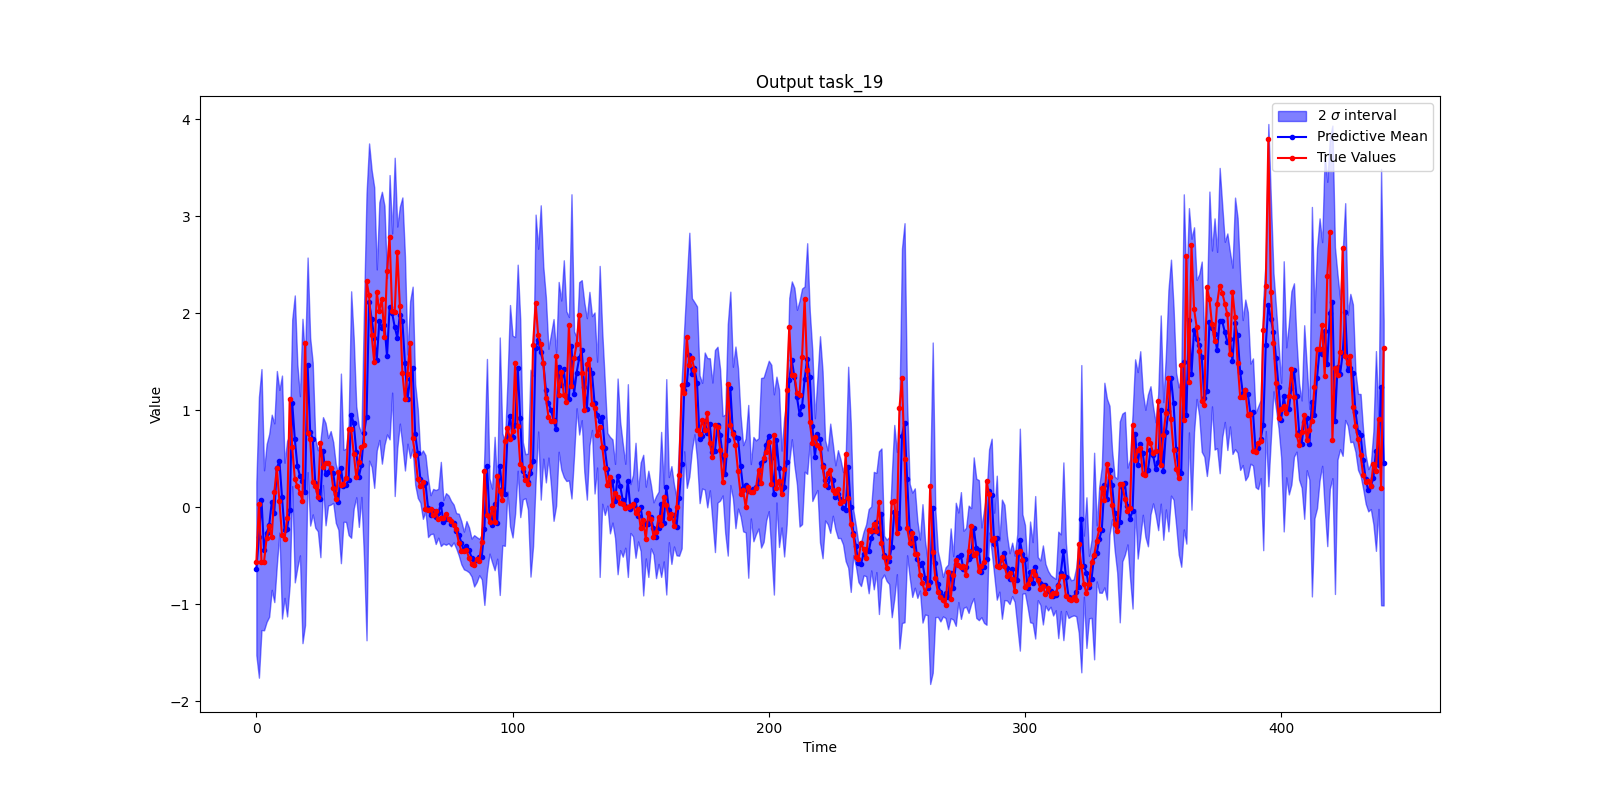 Output task_19
2 σ interval
Predictive Mean
True Values
Value
4
3
2
1
0
−1
−2
0 100 200 300 400
Time